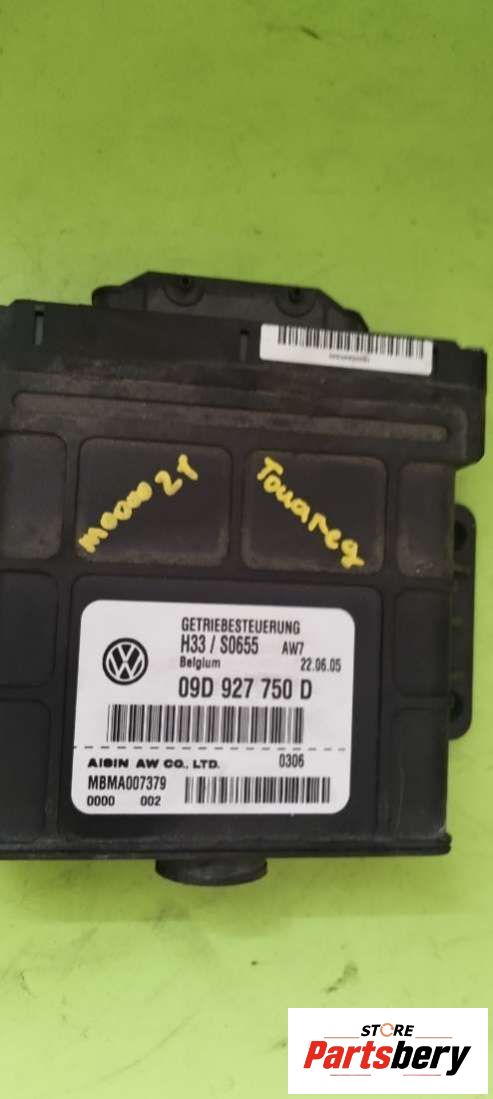 Touareg
GETRIEBESTEUERUNG
H33 / S0655 AW7
Belgium 22.06.05
09D 927 750 D
AISIN AW CO., LTD. 0306
MBMA007379
0000 002
STORE
Partsbery